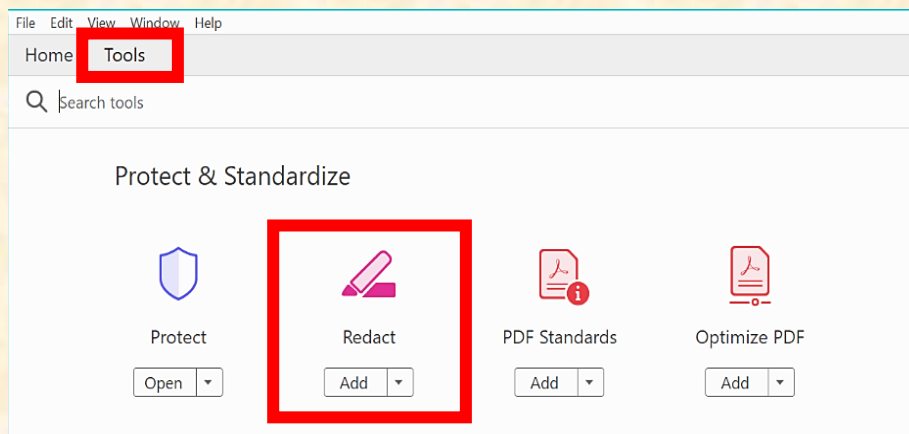 File Edit View Window Help
Home Tools
Search tools
Protect & Standardize
Protect Redact PDF Standards Optimize PDF
Open Add Add Add